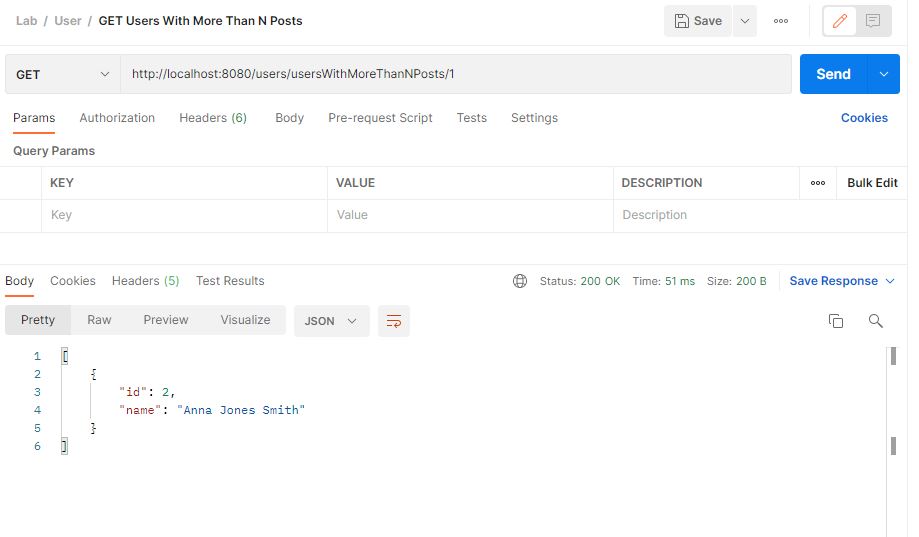 Lab / User / GET Users With More Than N Posts Save
GET http://localhost:8080/users/usersWithMoreThanNPosts/1 Send
Params Authorization Headers (6) Body Pre-request Script Tests Settings Cookies
Query Params
KEY VALUE DESCRIPTION Bulk Edit
Key Value Description
Body Cookies Headers (5) Test Results Status: 200 OK Time: 51 ms Size: 200 B Save Response
Pretty Raw Preview Visualize JSON
1 [
2 {
3 "id": 2,
4 "name": "Anna Jones Smith"
5 }
6 ]